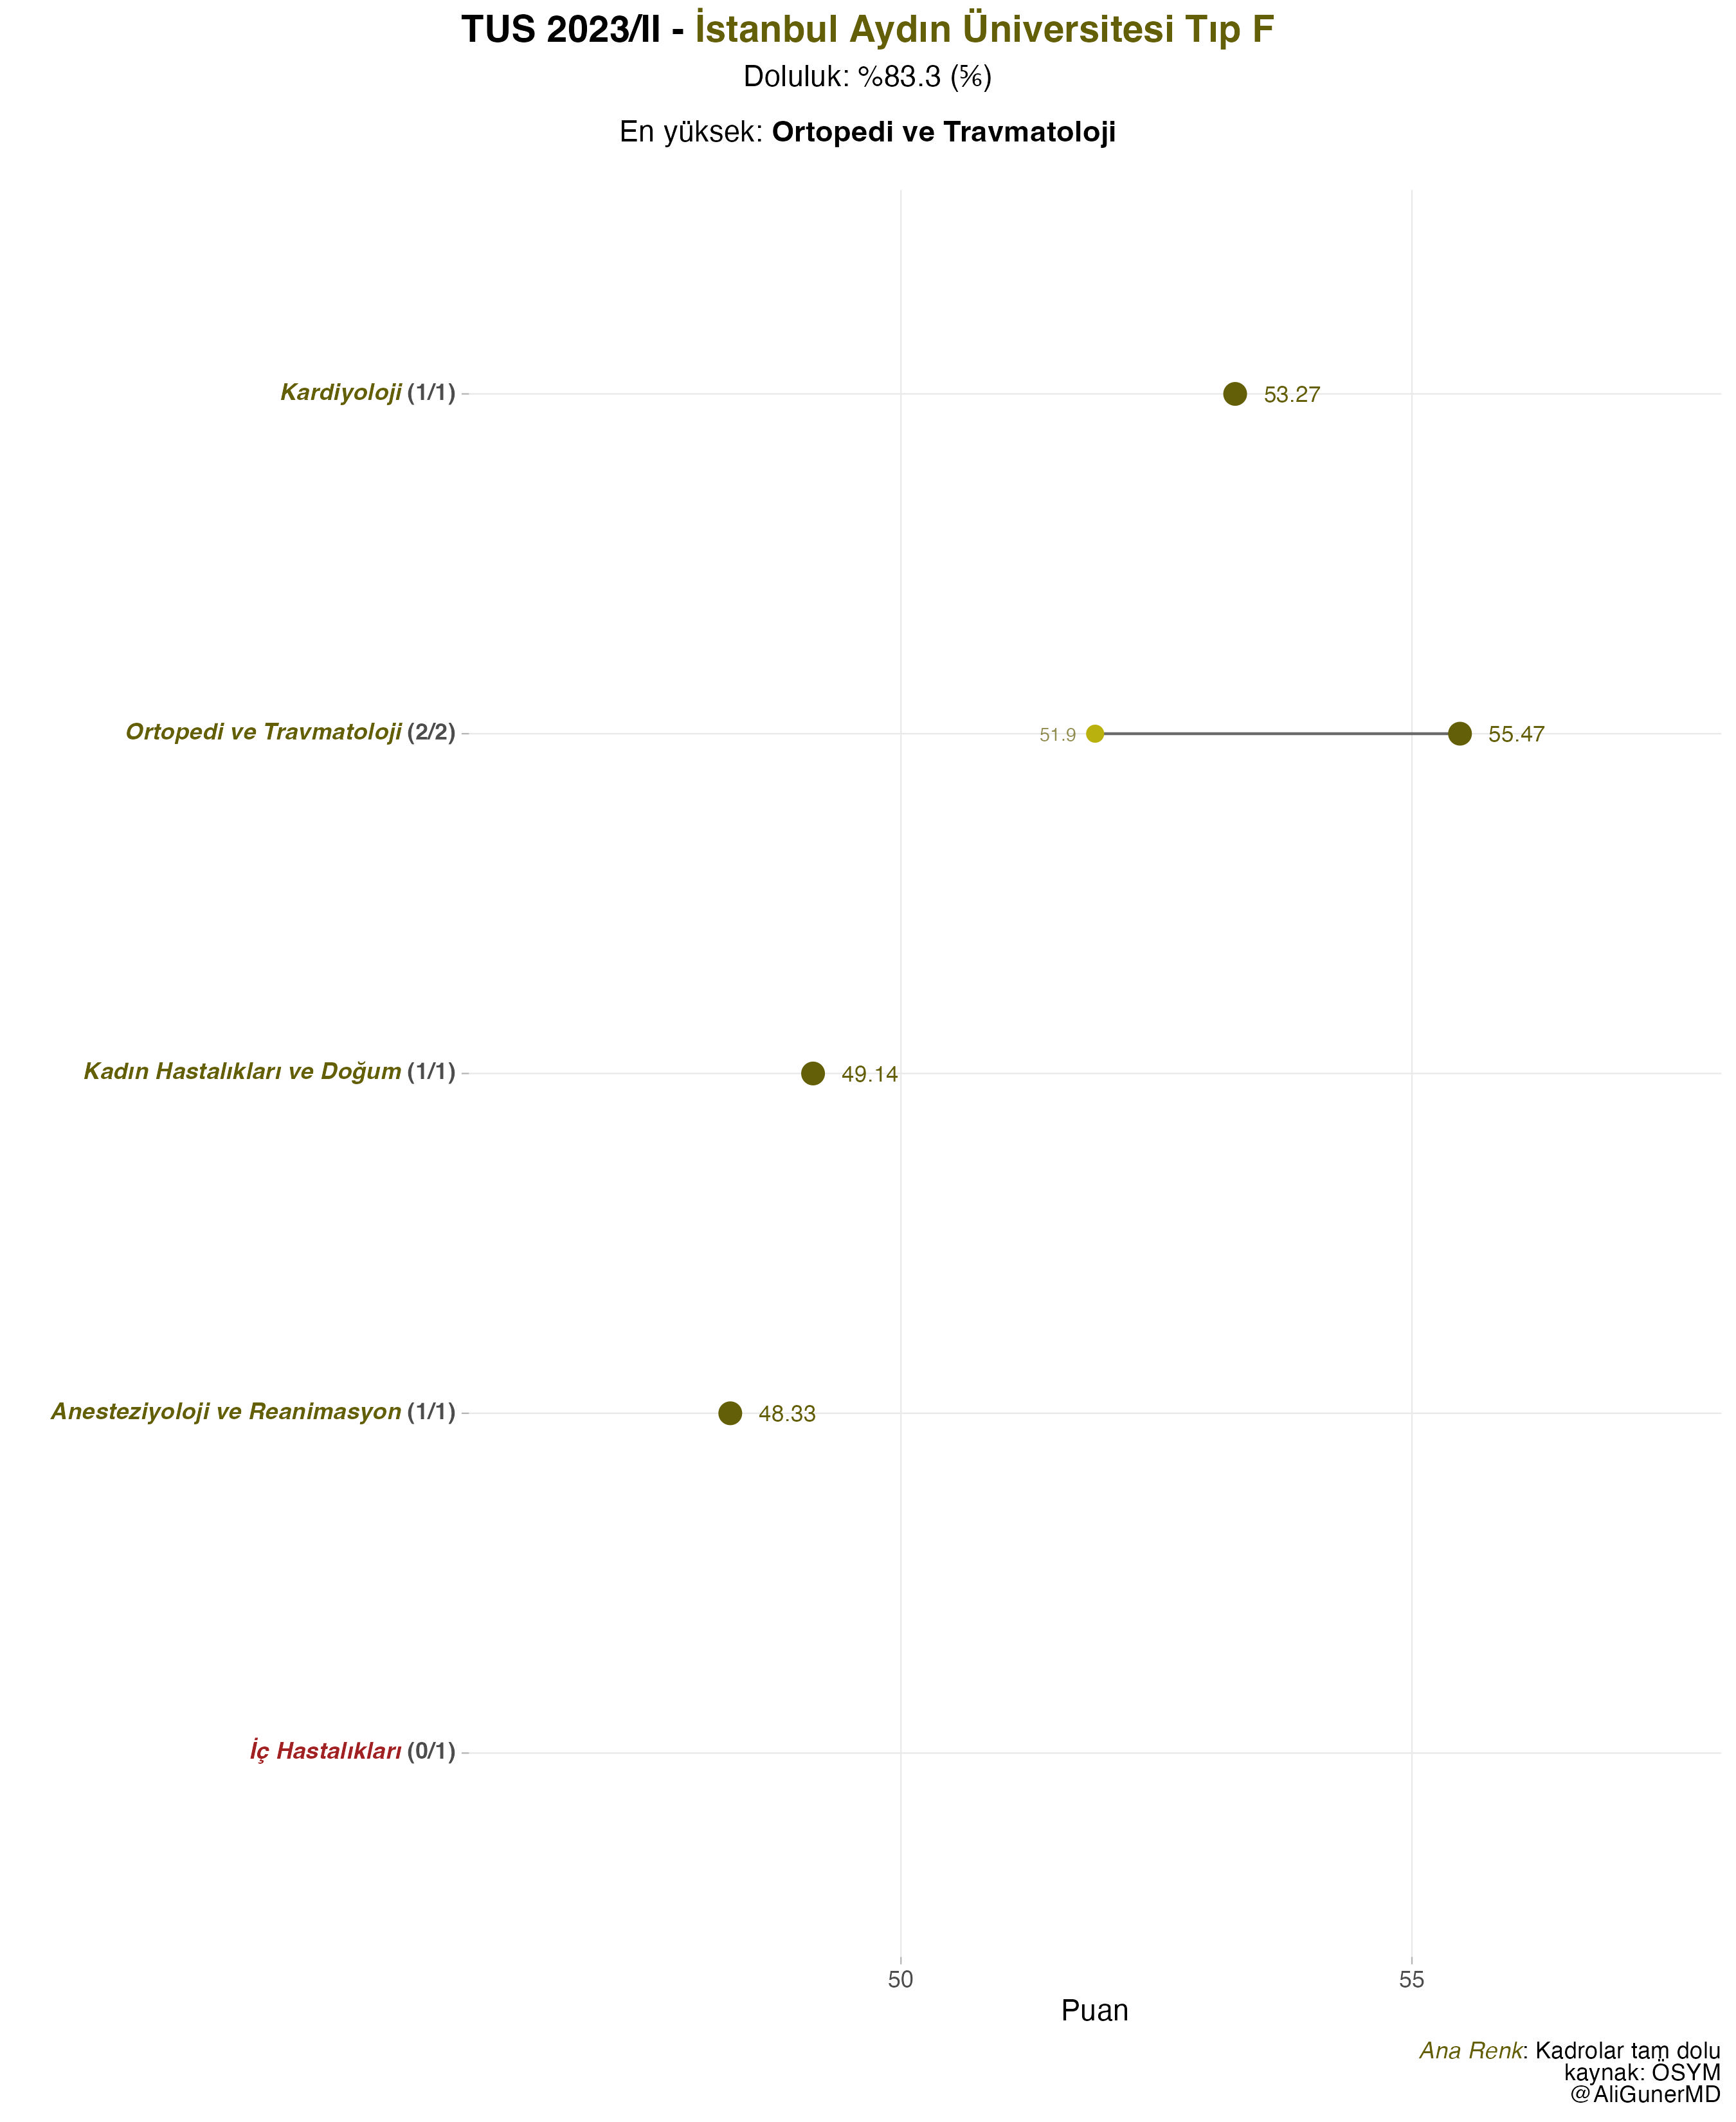 TUS 2023/II - İstanbul Aydın Üniversitesi Tıp F
Doluluk: %83.3 (⅚)
En yüksek: Ortopedi ve Travmatoloji
Kardiyoloji (1/1)
53.27
Ortopedi ve Travmatoloji (2/2)
51.9
55.47
Kadın Hastalıkları ve Doğum (1/1)
49.14
Anesteziyoloji ve Reanimasyon (1/1)
48.33
İç Hastalıkları (0/1)
50
55
Puan
Ana Renk: Kadrolar tam dolu
kaynak: ÖSYM
@AliGunerMD